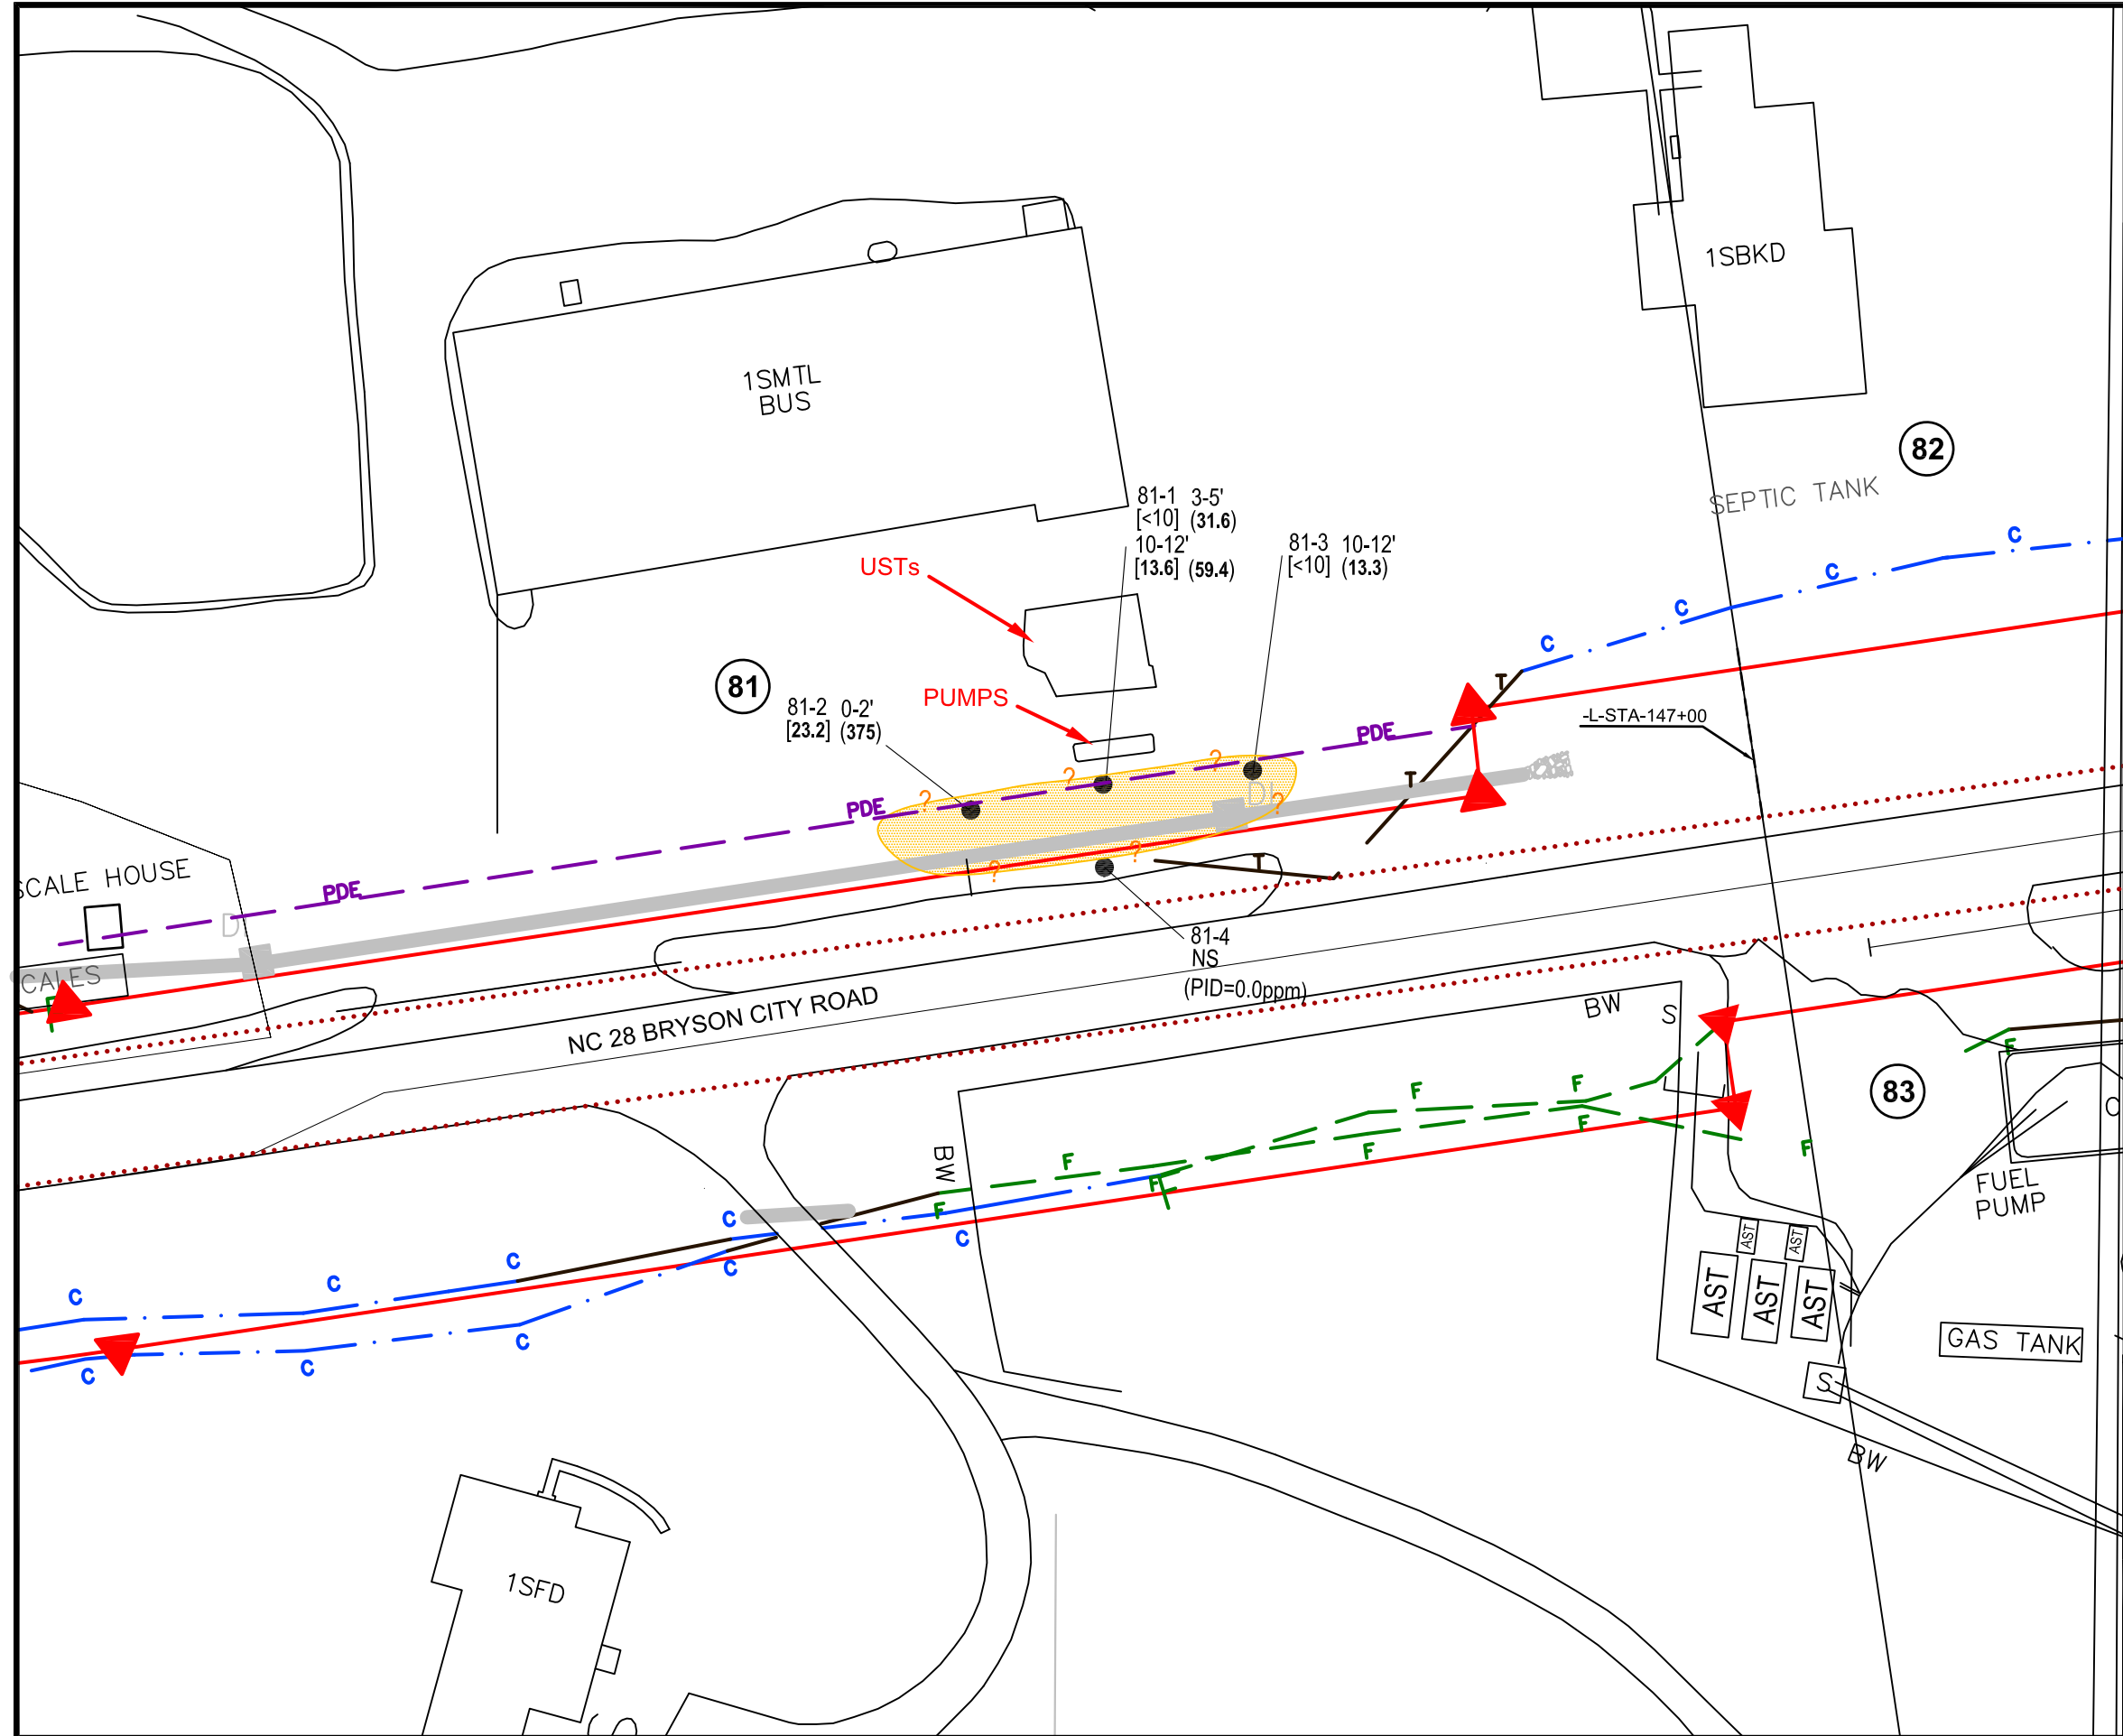 1SBKD
82
1SMTL
BUS
SEPTIC TANK
81-1 3-5'
[<10] (31.6)
10-12'
[13.6] (59.4)
81-3 10-12'
[<10] (13.3)
USTs
C
C
C
C
81
PUMPS
81-2 0-2'
[23.2] (375)
T
-L-STA-147+00
PDE
?
?
T
PDE
?
DI
?
?
?
T
SCALE HOUSE
PDE
D
81-4
NS
(PID=0.0ppm)
CALES
F
NC 28 BRYSON CITY ROAD
BW
S
F
83
F
F
F
F
F
F
BW
F
F
FUEL
PUMP
C
C
C
C
C
C
C
C
AST
AST
AST
AST
AST
GAS TANK
S
BW
1SFD
S